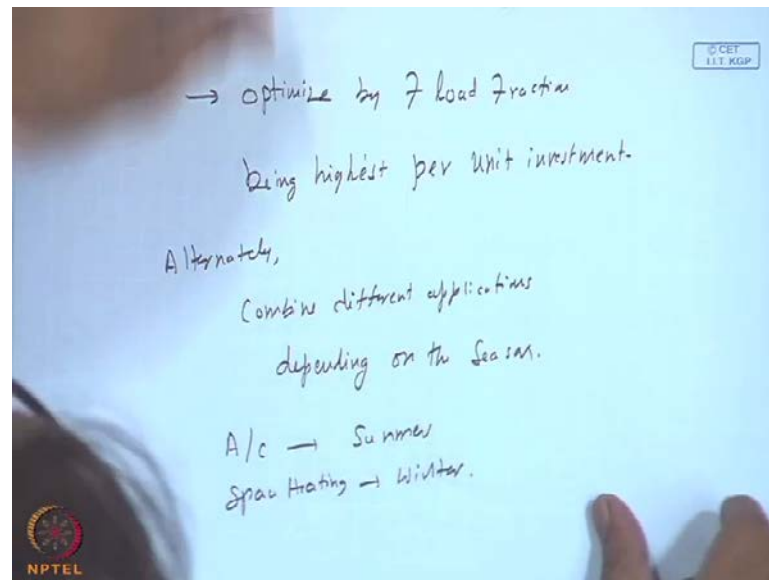 © CET
I.I.T. KGP
→ Optimize by F Load Fraction
being highest per unit investment.
Alternately,
Combine different applications
depending on the Season.
A/c → Summer
Space Heating → Winter.
NPTEL